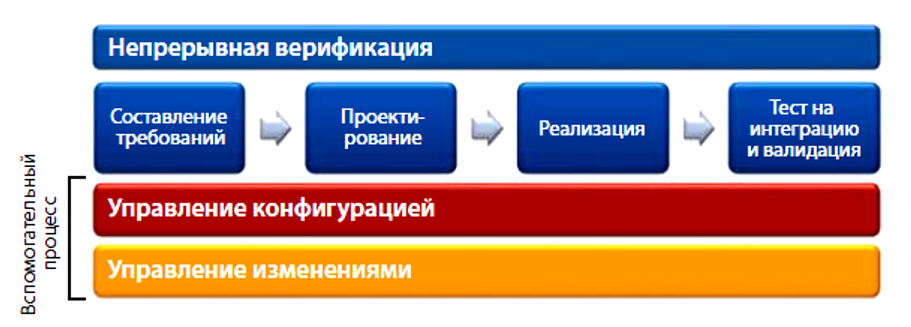 Непрерывная верификация
Составление
требований
Проекти-
рование
Реализация
Тест на
интеграцию
и валидация
Вспомогательный
процесс
Управление конфигурацией
Управление изменениями